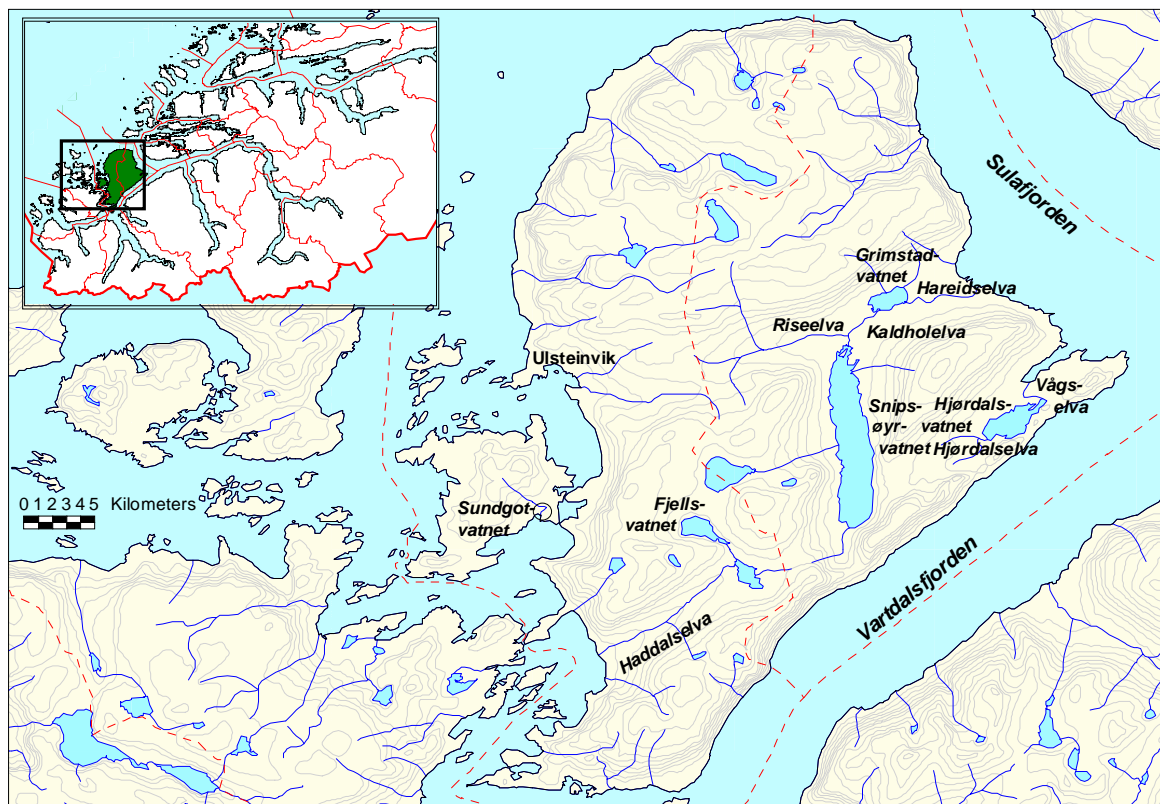 Sulafjorden
Grimstad-
vatnet
Hareidselva
Riseelva
Kaldholelva
Ulsteinvik
Vågs-
elva
Snips-
øyr-
vatnet
Hjørdals-
vatnet
Hjørdalselva
0 1 2 3 4 5 Kilometers
Sundgot-
vatnet
Fjells-
vatnet
Vartdalsfjorden
Haddalselva